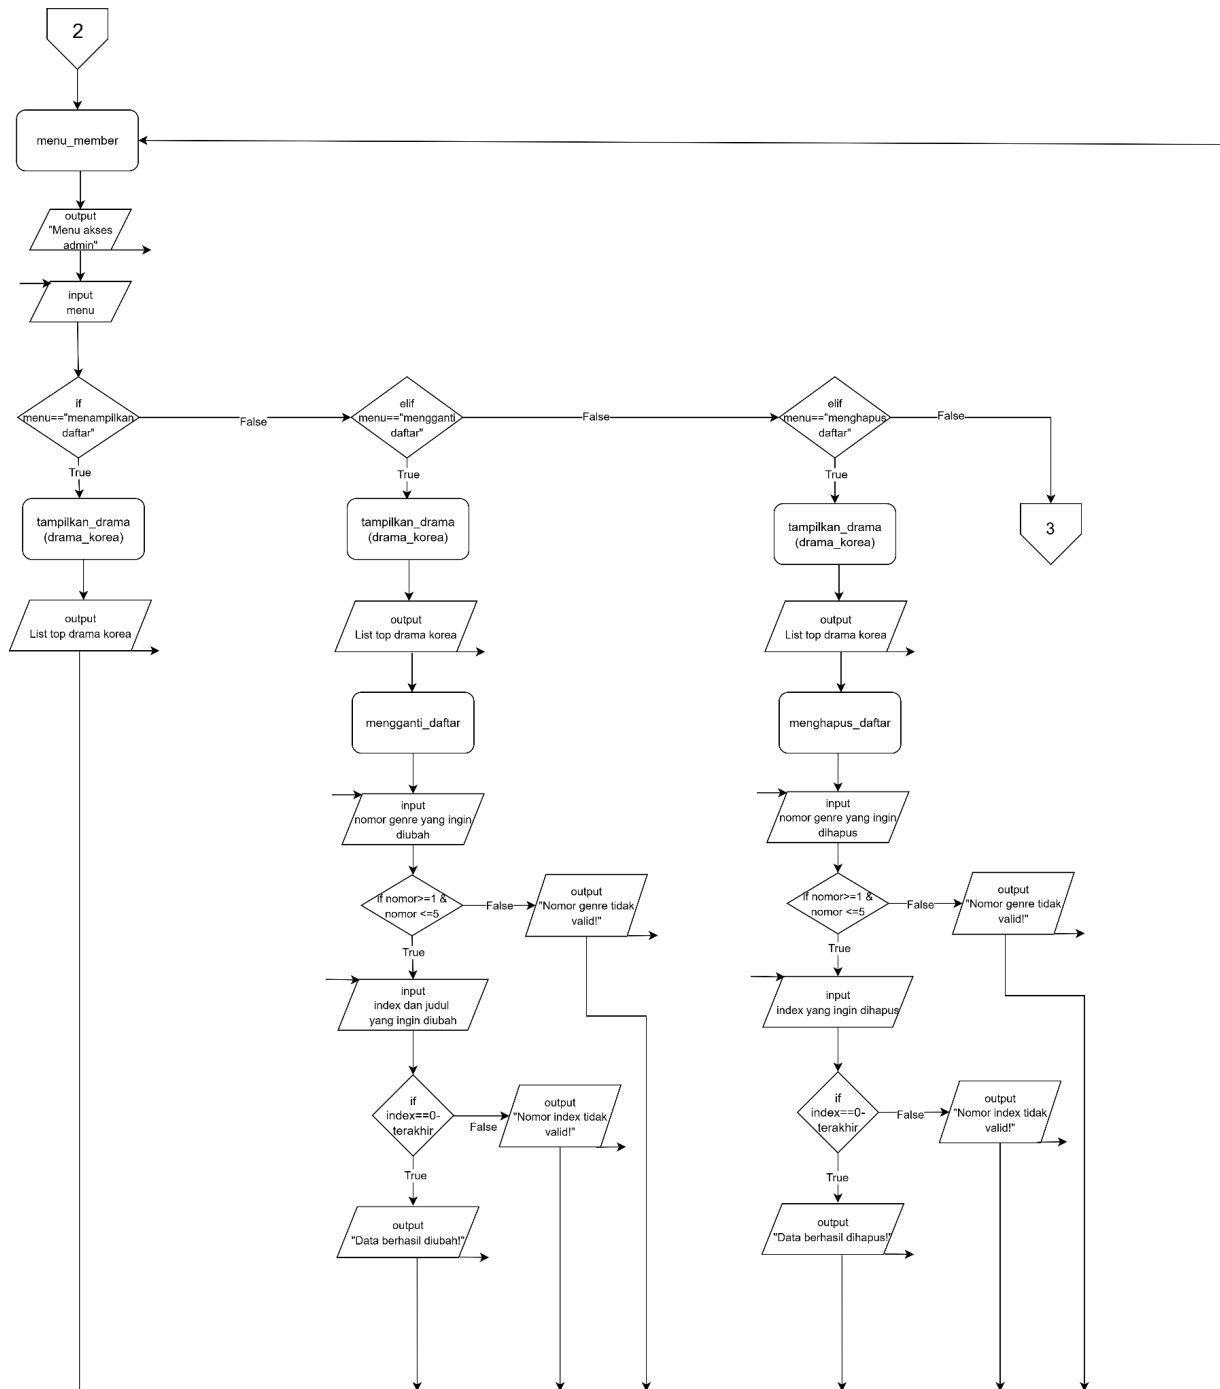 2
menu_member
output
"Menu akses
admin"
input
menu
if
menu=="menampilkan
daftar"
False
elif
menu=="mengganti
daftar"
False
elif
menu=="menghapus
daftar"
False
True
True
True
3
tampilkan_drama
(drama_korea)
tampilkan_drama
(drama_korea)
tampilkan_drama
(drama_korea)
output
List top drama korea
output
List top drama korea
output
List top drama korea
mengganti_daftar
menghapus_daftar
input
nomor genre yang ingin
diubah
input
nomor genre yang ingin
dihapus
if nomor>=1 &
nomor <=5
False
output
"Nomor genre tidak
valid!"
if nomor>=1 &
nomor <=5
False
output
"Nomor genre tidak
valid!"
True
True
input
index dan judul
yang ingin diubah
input
index yang ingin dihapus
if
index==0-
terakhir
False
output
"Nomor index tidak
valid!"
if
index==0-
terakhir
False
output
"Nomor index tidak
valid!"
True
True
output
"Data berhasil diubah!"
output
"Data berhasil dihapus!"